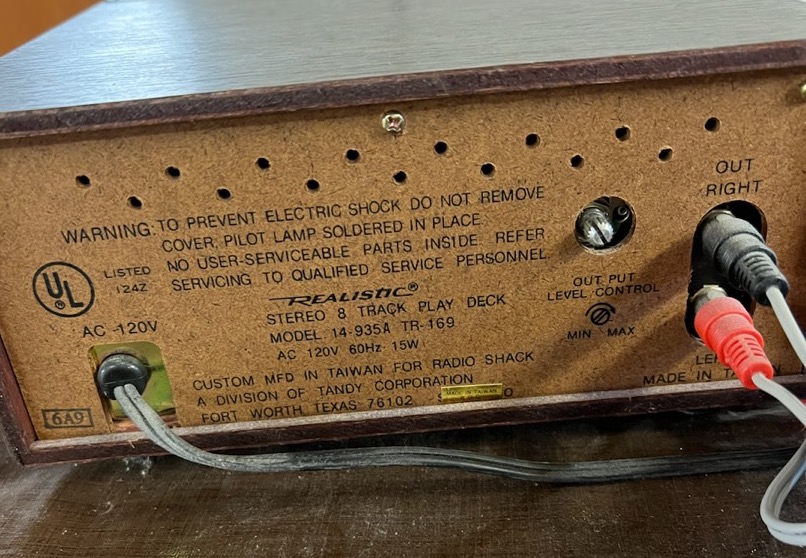 OUT
RIGHT
WARNING: TO PREVENT ELECTRIC SHOCK DO NOT REMOVE
COVER, PILOT LAMP SOLDERED IN PLACE.
NO USER-SERVICEABLE PARTS INSIDE. REFER
SERVICING TO QUALIFIED SERVICE PERSONNEL.
UL
LISTED
124Z
REALISTIC®
STEREO 8 TRACK PLAY DECK
MODEL 14-935A TR-169
AC 120V 60Hz 15W
OUT PUT
LEVEL CONTROL
MIN MAX
AC -120V
CUSTOM MFD IN TAIWAN FOR RADIO SHACK
A DIVISION OF TANDY CORPORATION
FORT WORTH TEXAS 76102
MADE IN TAIWAN
6A9
MADE IN